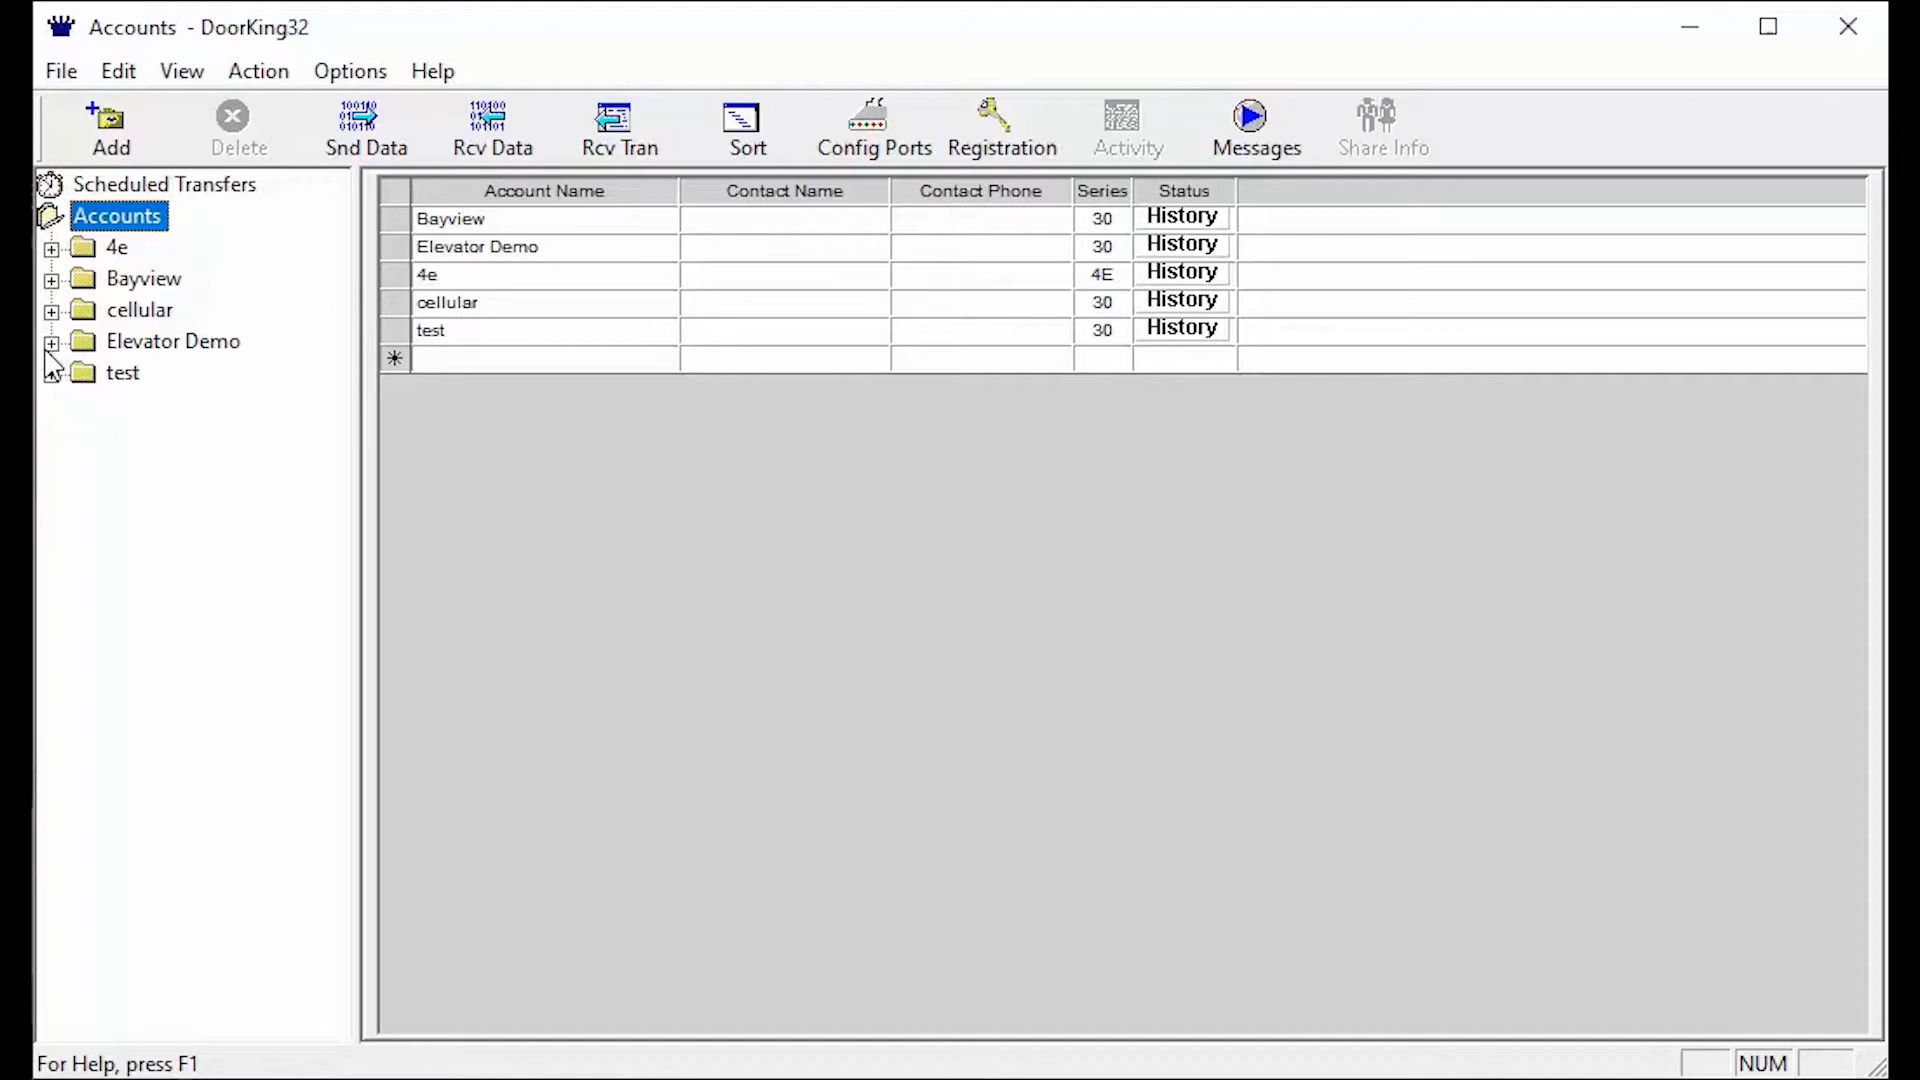 Accounts - DoorKing32
File Edit View Action Options Help
Add Delete Snd Data Rcv Data Rcv Tran Sort Config Ports Registration Activity Messages Share Info
Scheduled Transfers
Accounts
4e
Bayview
cellular
Elevator Demo
test
Account Name Contact Name Contact Phone Series Status
Bayview 30 History
Elevator Demo 30 History
4e 4E History
cellular 30 History
test 30 History
For Help, press F1
NUM